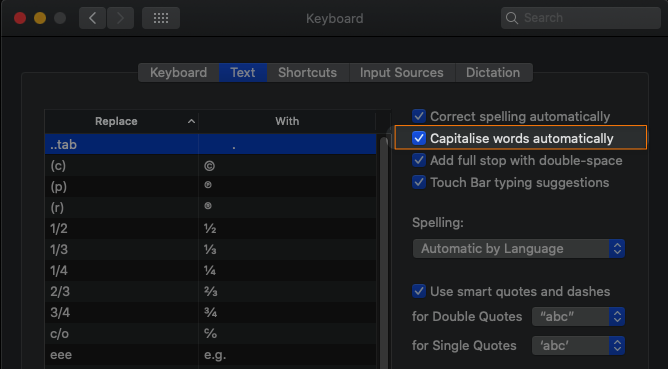 Keyboard
Search
Keyboard Text Shortcuts Input Sources Dictation
Replace With
..tab .
(c) ©
(p) ℗
(r) ®
1/2 ½
1/3 ⅓
1/4 ¼
2/3 ⅔
3/4 ¾
c/o ℅
eee e.g.
Correct spelling automatically
Capitalise words automatically
Add full stop with double-space
Touch Bar typing suggestions
Spelling:
Automatic by Language
Use smart quotes and dashes
for Double Quotes “abc”
for Single Quotes ‘abc’